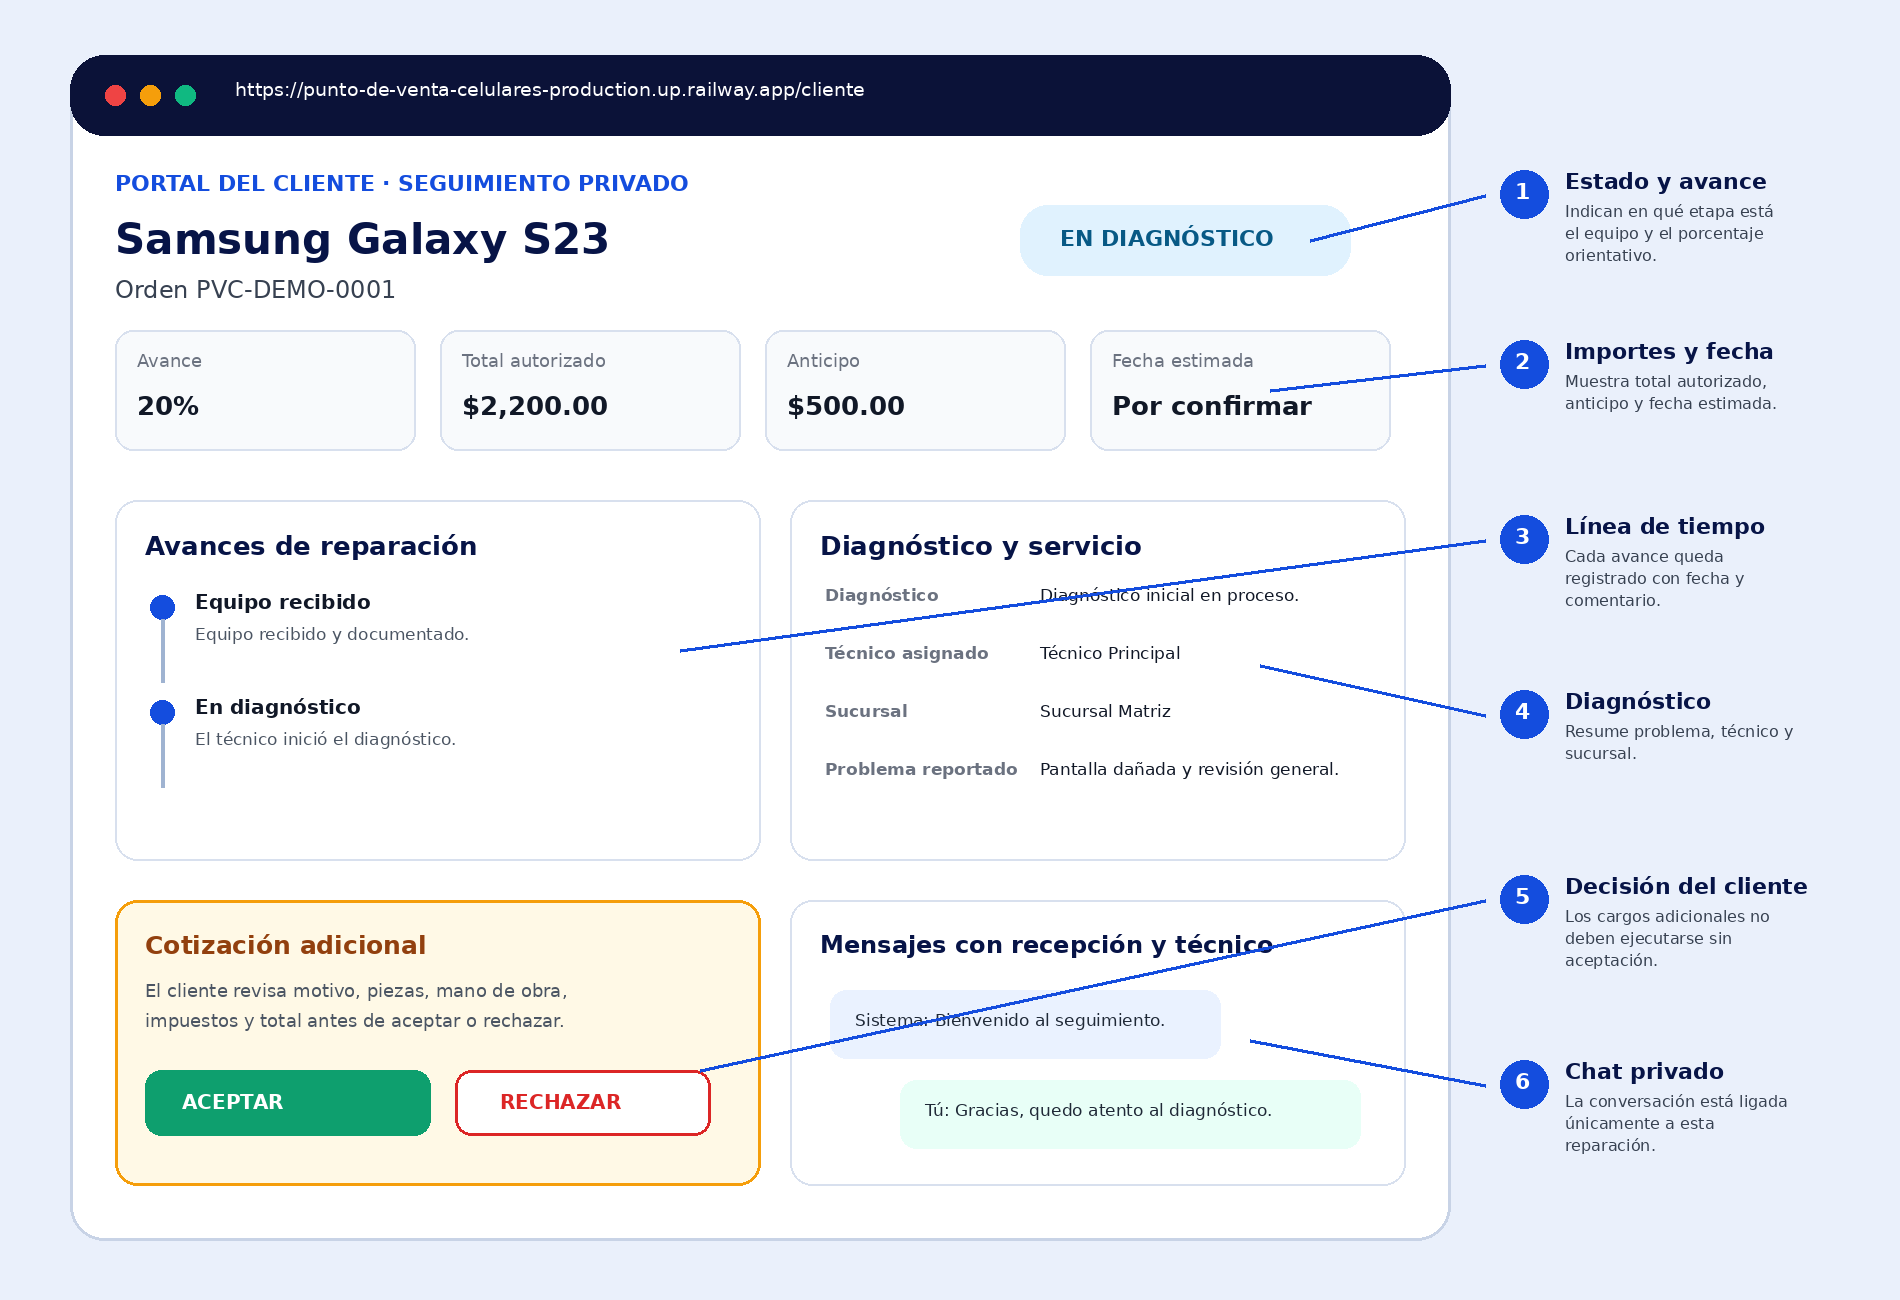 https://punto-de-venta-celulares-production.up.railway.app/cliente
PORTAL DEL CLIENTE · SEGUIMIENTO PRIVADO
Samsung Galaxy S23
Orden PVC-DEMO-0001
EN DIAGNÓSTICO
Avance
20%
Total autorizado
$2,200.00
Anticipo
$500.00
Fecha estimada
Por confirmar
Avances de reparación
Equipo recibido
Equipo recibido y documentado.
En diagnóstico
El técnico inició el diagnóstico.
Diagnóstico y servicio
Diagnóstico Diagnóstico inicial en proceso.
Técnico asignado Técnico Principal
Sucursal Sucursal Matriz
Problema reportado Pantalla dañada y revisión general.
Cotización adicional
El cliente revisa motivo, piezas, mano de obra,
impuestos y total antes de aceptar o rechazar.
ACEPTAR
RECHAZAR
Mensajes con recepción y técnico
Sistema: Bienvenido al seguimiento.
Tú: Gracias, quedo atento al diagnóstico.
1 Estado y avance
Indican en qué etapa está
el equipo y el porcentaje
orientativo.
2 Importes y fecha
Muestra total autorizado,
anticipo y fecha estimada.
3 Línea de tiempo
Cada avance queda
registrado con fecha y
comentario.
4 Diagnóstico
Resume problema, técnico y
sucursal.
5 Decisión del cliente
Los cargos adicionales no
deben ejecutarse sin
aceptación.
6 Chat privado
La conversación está ligada
únicamente a esta
reparación.